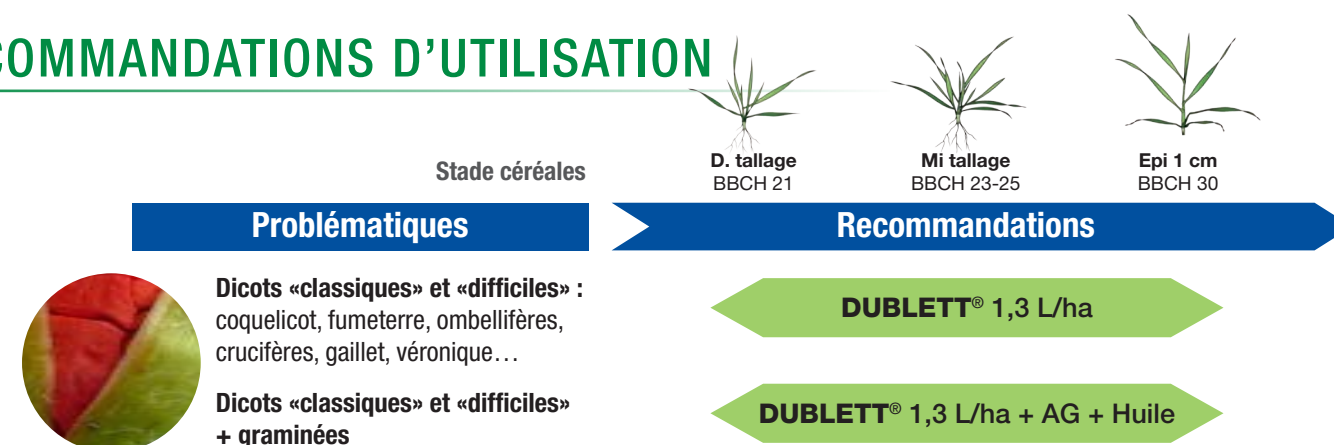 COMMANDATIONS D'UTILISATION
Stade céréales
D. tallage
BBCH 21
Mi tallage
BBCH 23-25
Epi 1 cm
BBCH 30
Problématiques
Recommandations
Dicots «classiques» et «difficiles» :
coquelicot, fumeterre, ombellifères,
crucifères, gaillet, véronique…
DUBLETT® 1,3 L/ha
Dicots «classiques» et «difficiles»
+ graminées
DUBLETT® 1,3 L/ha + AG + Huile